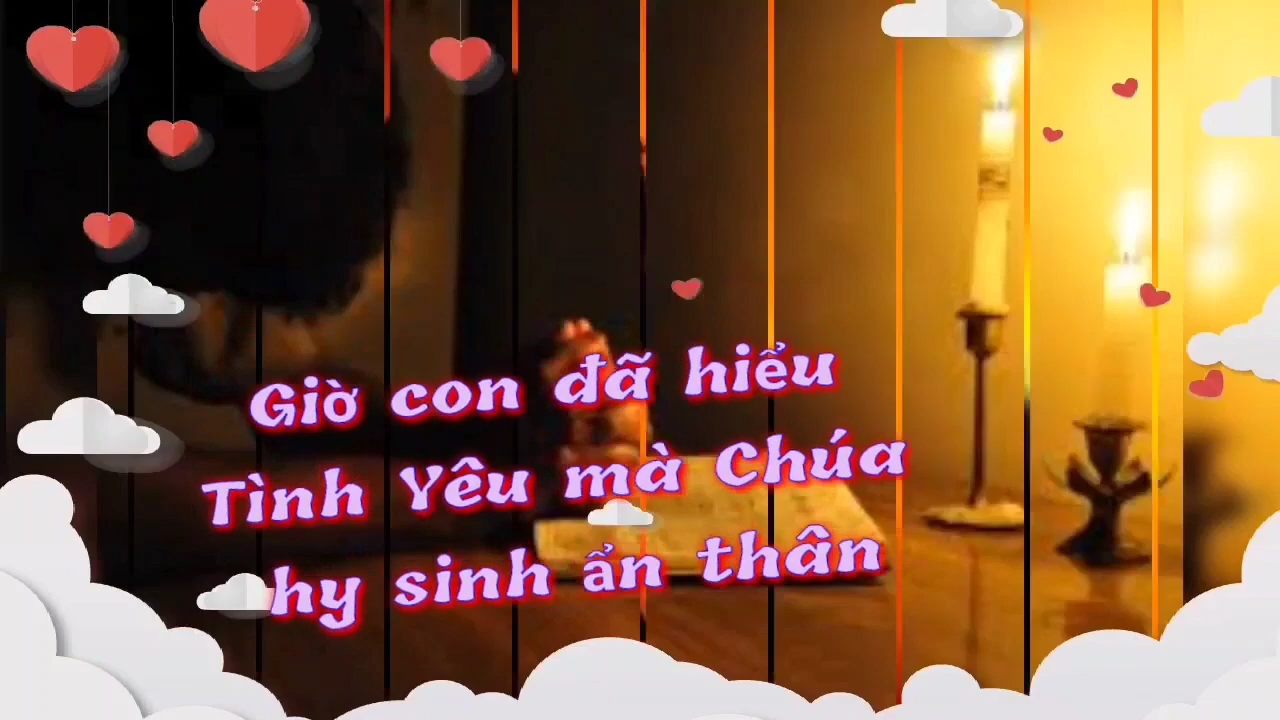 Giờ con đã hiểu
Tình Yêu mà Chúa
hy sinh ẩn thân